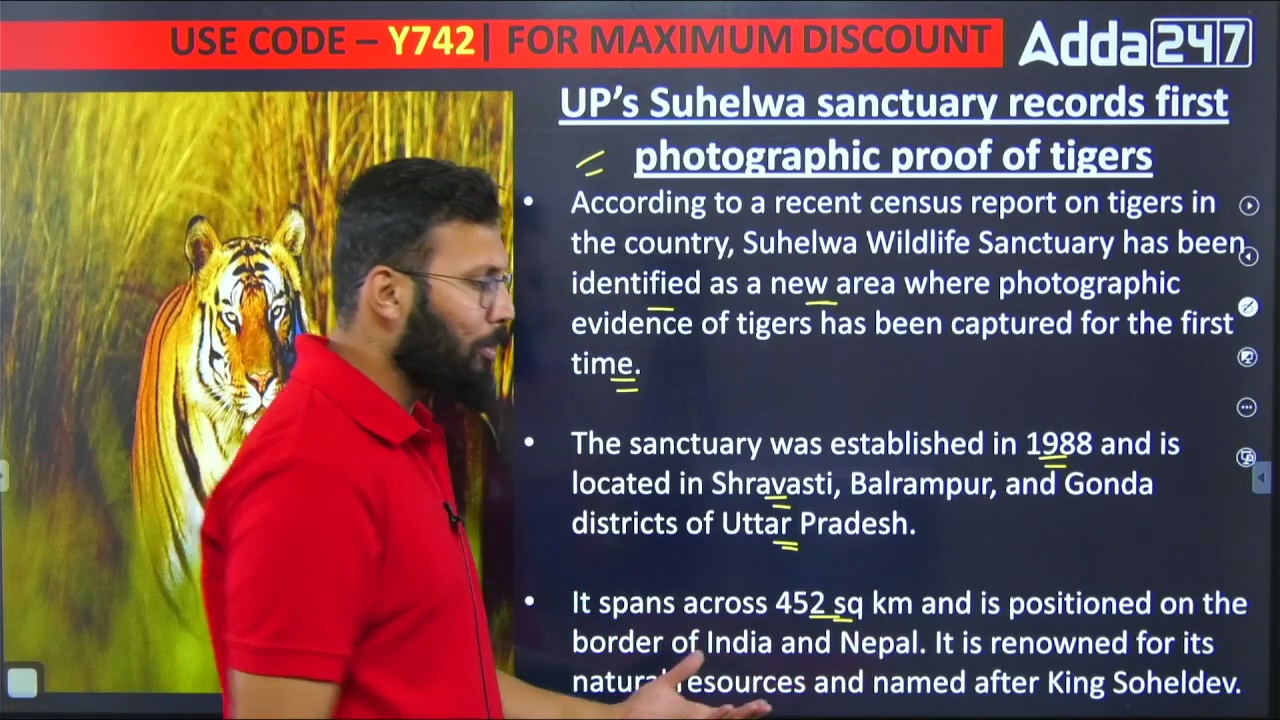 USE CODE – Y742 | FOR MAXIMUM DISCOUNT
Adda247
UP’s Suhelwa sanctuary records first
photographic proof of tigers
• According to a recent census report on tigers in
the country, Suhelwa Wildlife Sanctuary has been
identified as a new area where photographic
evidence of tigers has been captured for the first
time.
• The sanctuary was established in 1988 and is
located in Shravasti, Balrampur, and Gonda
districts of Uttar Pradesh.
• It spans across 452 sq km and is positioned on the
border of India and Nepal. It is renowned for its
natural resources and named after King Soheldev.